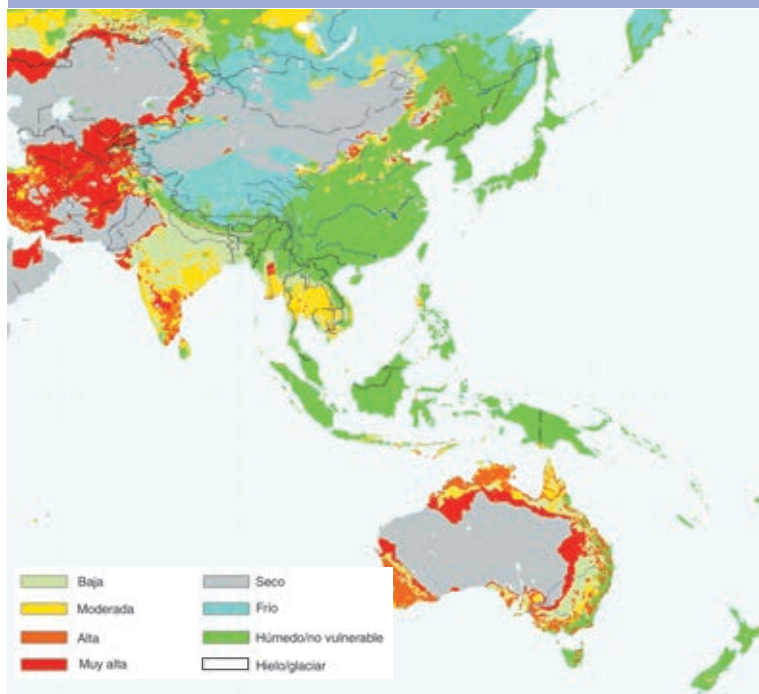 Baja
Moderada
Alta
Muy alta
Seco
Frío
Húmedo/no vulnerable
Hielo/glaciar